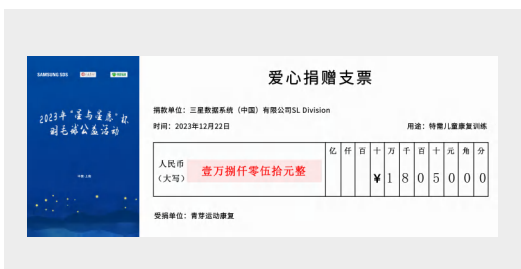 SAMSUNG SDS
爱心捐赠支票
2023年“星与星愿”杯
羽毛球公益活动
捐款单位：三星数据系统（中国）有限公司SL Division
时间：2023年12月22日
用途：特需儿童康复训练
亿 仟 百 十 万 千 百 十 元 角 分
人民币
（大写）
壹万捌仟零伍拾元整
¥ 1 8 0 5 0 0 0
受捐单位：青芽运动康复